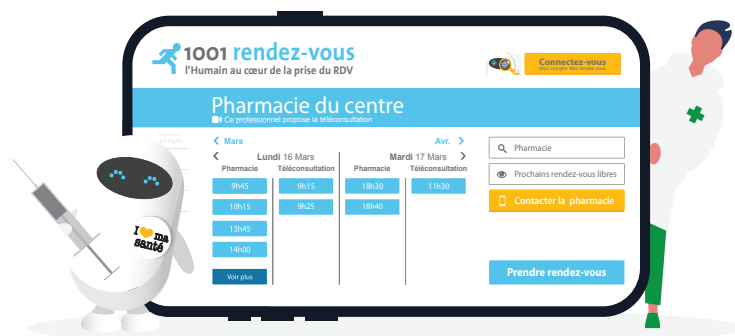 1001 rendez-vous
l'Humain au cœur de la prise du RDV
Connectez-vous
Pharmacie du centre
Ce professionnel propose la téléconsultation
Mars
Avr.
Lundi 16 Mars
Mardi 17 Mars
Pharmacie
Téléconsultation
Pharmacie
Téléconsultation
9h45
9h15
18h30
11h30
10h15
9h25
18h40
13h45
14h00
Voir plus
Pharmacie
Prochains rendez-vous libres
Contacter la pharmacie
Prendre rendez-vous
I ma
santé